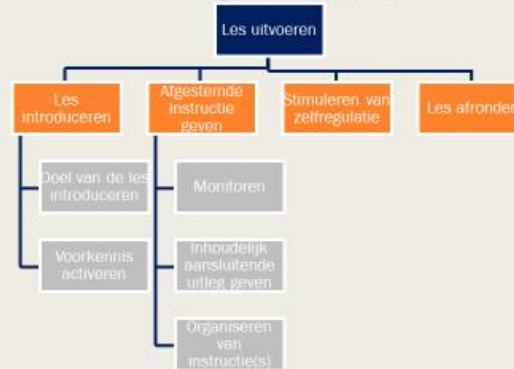 Les uitvoeren
Les
introduceren
Afgestemde
instructie
geven
Stimuleren van
zelfregulatie
Les afronden
Doel van de les
introduceren
Voorkennis
activeren
Monitoren
Inhoudelijk
aansluitende
uitleg geven
Organiseren
van
instructie(s)